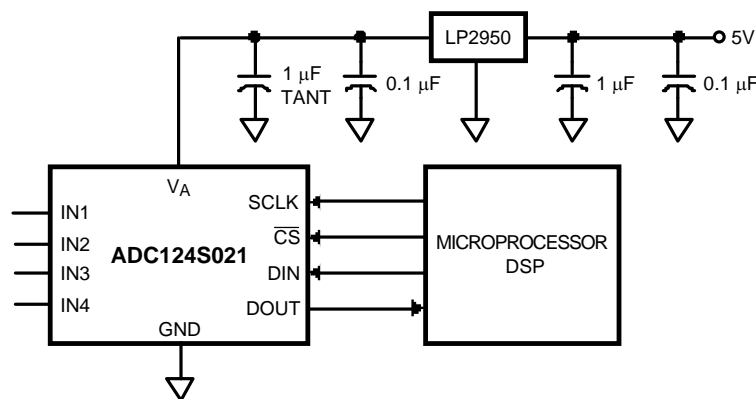 LP2950
5V
1 µF
TANT
0.1 µF
1 µF
0.1 µF
VA
IN1
IN2
IN3
IN4
ADC124S021
SCLK
CS
DIN
DOUT
GND
MICROPROCESSOR
DSP